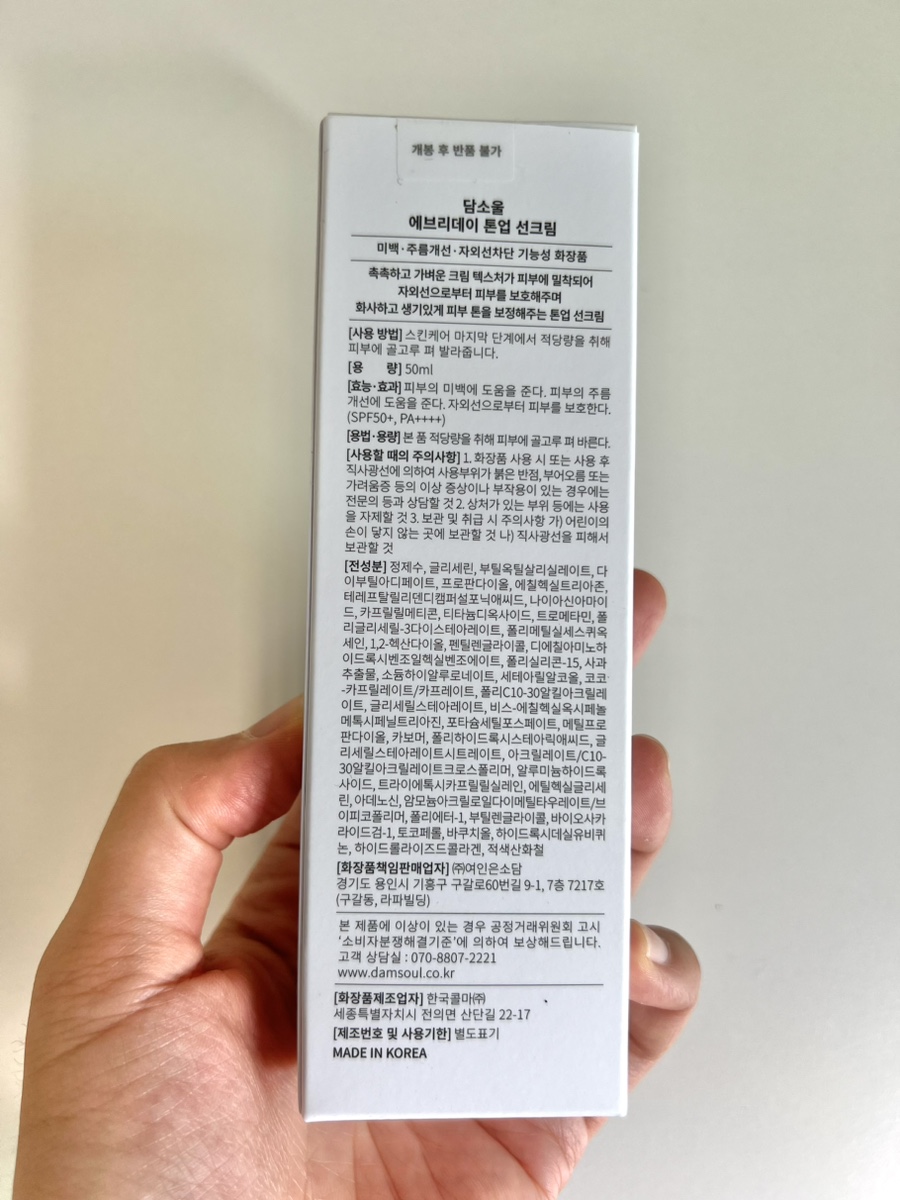 개봉 후 반품 불가
담소울
에브리데이 톤업 선크림
미백·주름개선·자외선차단 기능성 화장품
촉촉하고 가벼운 크림 텍스처가 피부에 밀착되어
자외선으로부터 피부를 보호해주며
화사하고 생기있게 피부 톤을 보정해주는 톤업 선크림
[사용 방법] 스킨케어 마지막 단계에서 적당량을 취해
피부에 골고루 펴 발라줍니다.
[용 량] 50ml
[효능·효과] 피부의 미백에 도움을 준다. 피부의 주름
개선에 도움을 준다. 자외선으로부터 피부를 보호한다.
(SPF50+, PA++++)
[용법·용량] 본 품 적당량을 취해 피부에 골고루 펴 바른다.
[사용할 때의 주의사항] 1. 화장품 사용 시 또는 사용 후
직사광선에 의하여 사용부위가 붉은 반점, 부어오름 또는
가려움증 등의 이상 증상이나 부작용이 있는 경우에는
전문의 등과 상담할 것 2. 상처가 있는 부위 등에는 사용
을 자제할 것 3. 보관 및 취급 시 주의사항 가) 어린이의
손이 닿지 않는 곳에 보관할 것 나) 직사광선을 피해서
보관할 것
[전성분] 정제수, 글리세린, 부틸옥틸살리실레이트, 다
이부틸아디페이트, 프로판다이올, 에칠헥실트리아존,
테레프탈릴리덴디캠퍼설포닉애씨드, 나이아신아마이
드, 카프릴릴메티콘, 티타늄디옥사이드, 트로메타민, 폴
리글리세릴-3다이스테아레이트, 폴리메틸실세스퀴옥
세인, 1,2-헥산다이올, 펜틸렌글라이콜, 디에칠아미노하
이드록시벤조일헥실벤조에이트, 폴리실리콘-15, 사과
추출물, 소듐하이알루로네이트, 세테아릴알코올, 코코
-카프릴레이트/카프레이트, 폴리C10-30알킬아크릴레
이트, 글리세릴스테아레이트, 비스-에칠헥실옥시페놀
메톡시페닐트리아진, 포타슘세틸포스페이트, 메틸프로
판다이올, 카보머, 폴리하이드록시스테아릭애씨드, 글
리세릴스테아레이트시트레이트, 아크릴레이트/C10-
30알킬아크릴레이트크로스폴리머, 알루미늄하이드록
사이드, 트라이에톡시카프릴릴실레인, 에틸헥실글리세
린, 아데노신, 암모늄아크릴로일다이메틸타우레이트/브
이피코폴리머, 폴리에터-1, 부틸렌글라이콜, 바이오사카
라이드검-1, 토코페롤, 바쿠치올, 하이드록시데실유비퀴
논, 하이드롤라이즈드콜라겐, 적색산화철
[화장품책임판매업자] ㈜여인은소담
경기도 용인시 기흥구 구갈로60번길 9-1, 7층 7217호
(구갈동, 라파빌딩)
본 제품에 이상이 있는 경우 공정거래위원회 고시
‘소비자분쟁해결기준’에 의하여 보상해드립니다.
고객 상담실 : 070-8807-2221
www.damsoul.co.kr
[화장품제조업자] 한국콜마㈜
세종특별자치시 전의면 산단길 22-17
[제조번호 및 사용기한] 별도표기
MADE IN KOREA